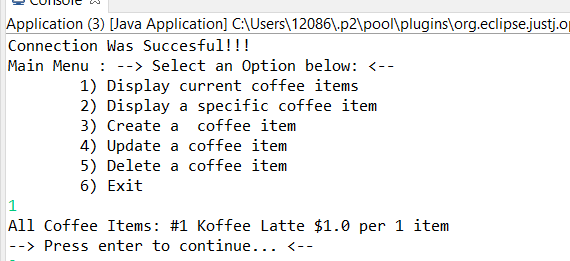 Console
Application (3) [Java Application] C:\Users\12086\.p2\pool\plugins\org.eclipse.justj.o
Connection Was Succesful!!!
Main Menu : --> Select an Option below: <--
1) Display current coffee items
2) Display a specific coffee item
3) Create a  coffee item
4) Update a coffee item
5) Delete a coffee item
6) Exit
1
All Coffee Items: #1 Koffee Latte $1.0 per 1 item
--> Press enter to continue... <--